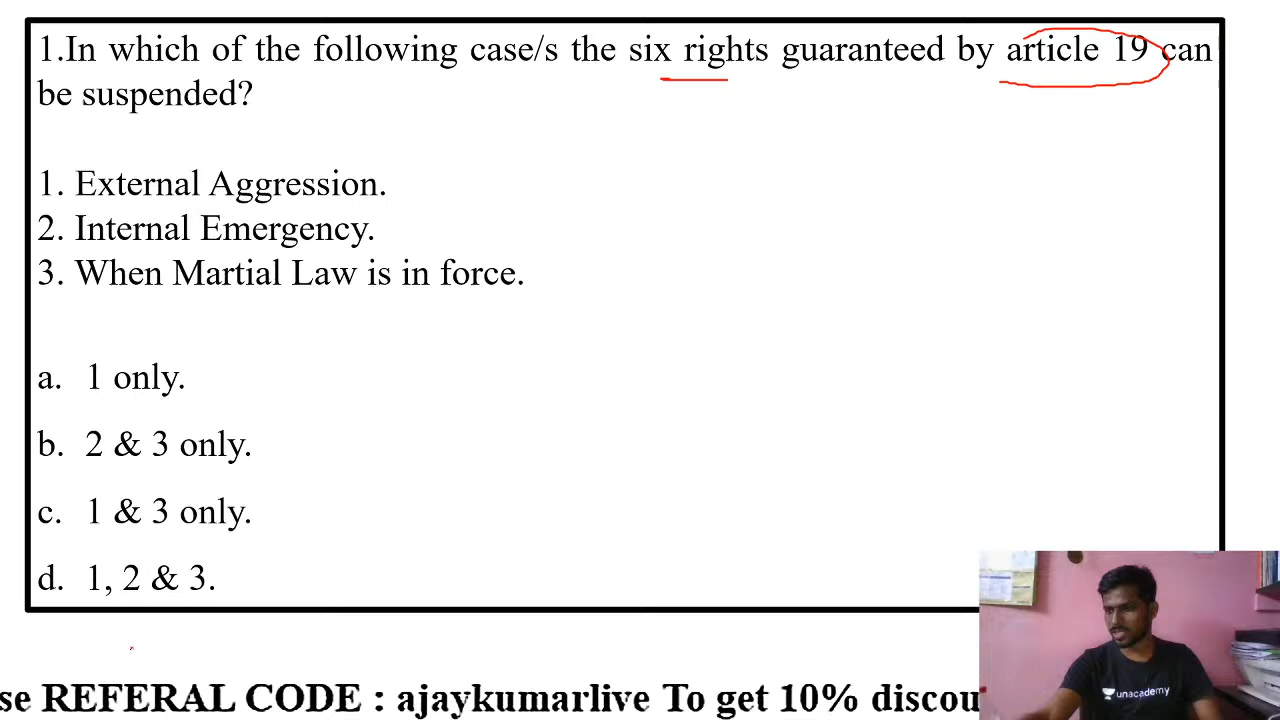 1.In which of the following case/s the six rights guaranteed by article 19 can
be suspended?
1. External Aggression.
2. Internal Emergency.
3. When Martial Law is in force.
a. 1 only.
b. 2 & 3 only.
c. 1 & 3 only.
d. 1, 2 & 3.
unacademy
se REFERAL CODE : ajaykumarlive To get 10% discou